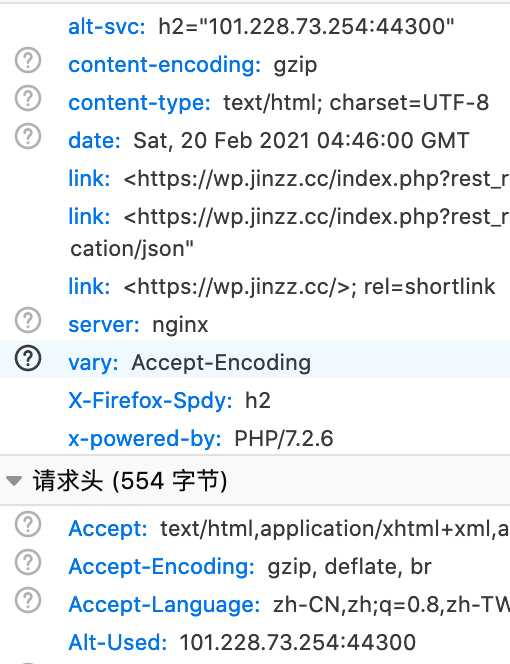 alt-svc: h2="101.228.73.254:44300"
content-encoding: gzip
content-type: text/html; charset=UTF-8
date: Sat, 20 Feb 2021 04:46:00 GMT
link: <https://wp.jinzz.cc/index.php?rest_r
link: <https://wp.jinzz.cc/index.php?rest_r
cation/json"
link: <https://wp.jinzz.cc/>; rel=shortlink
server: nginx
vary: Accept-Encoding
X-Firefox-Spdy: h2
x-powered-by: PHP/7.2.6
请求头 (554 字节)
Accept: text/html,application/xhtml+xml,a
Accept-Encoding: gzip, deflate, br
Accept-Language: zh-CN,zh;q=0.8,zh-TW
Alt-Used: 101.228.73.254:44300